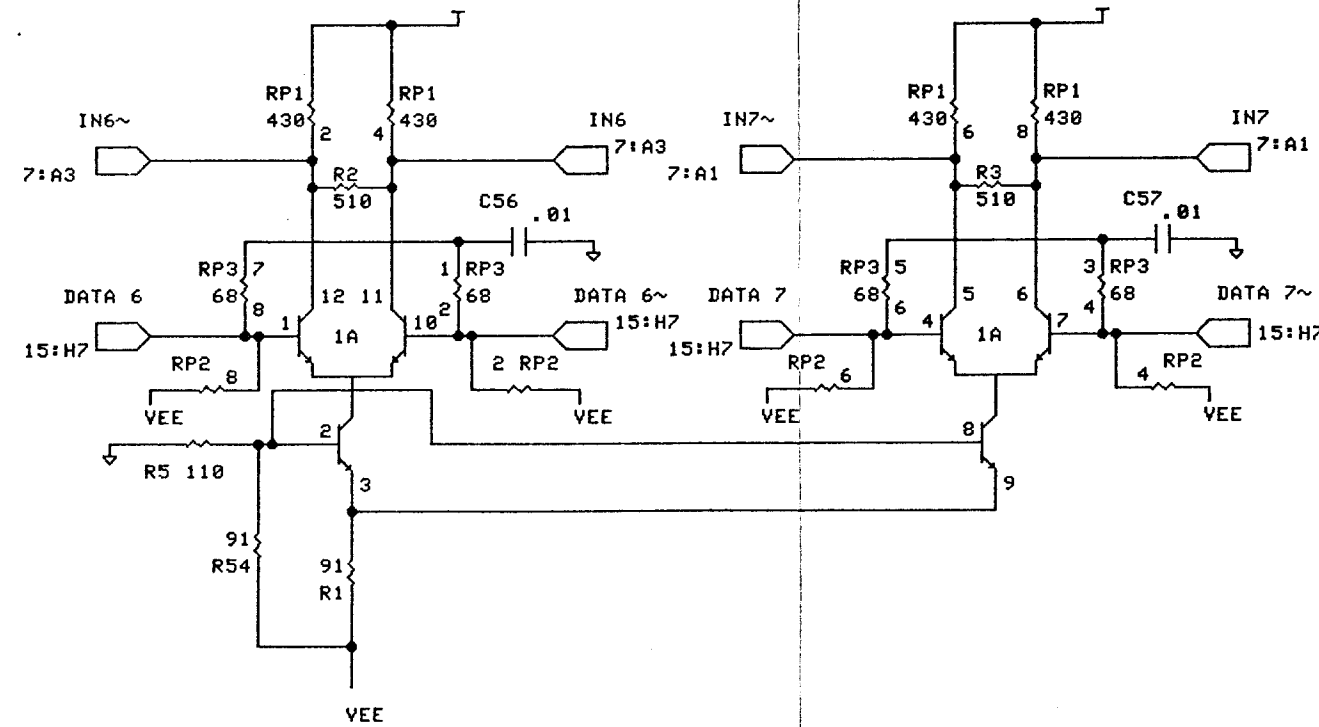 RP1 RP1 RP1 RP1
430 430 430 430
2 4 6 8
IN6~ IN6 IN7~ IN7
7:A3 7:A3 7:A1 7:A1
R2 R3
510 510
C56 .01 C57 .01
RP3 7 1 RP3 RP3 5 3 RP3
68 68 68 68
8 2 6 4
DATA 6 12 11 DATA 6~ DATA 7 5 6 DATA 7~
15:H7 1 1A 10 15:H7 15:H7 4 1A 7 15:H7
RP2 8 2 RP2 RP2 6 4 RP2
VEE VEE VEE VEE
2 8
R5 110 3 9
91 91
R54 R1
VEE